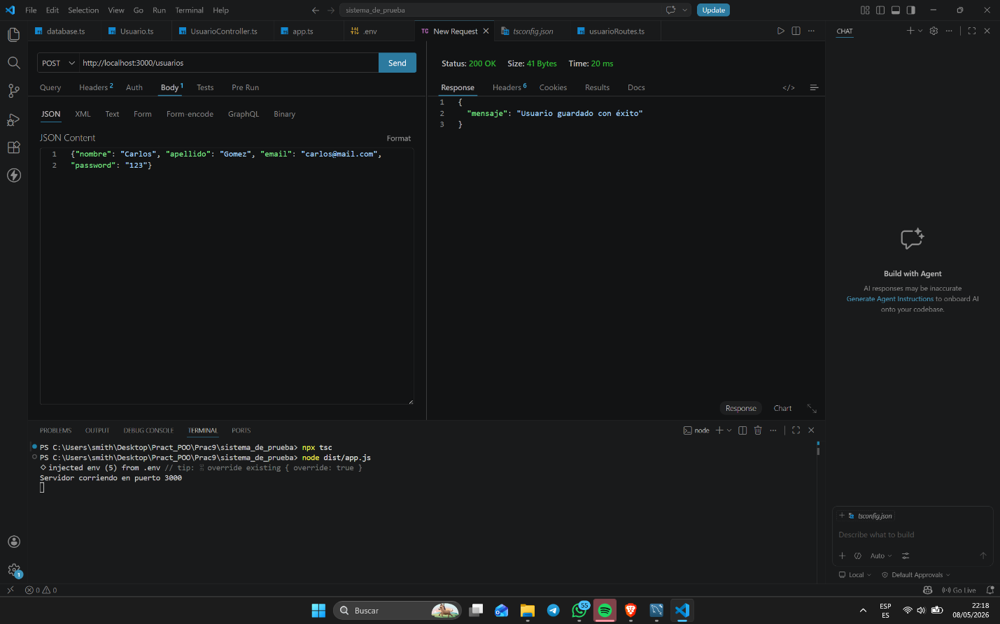 File Edit Selection View Go Run Terminal Help
sistema_de_prueba
Update
TS database.ts
TS Usuario.ts
TS UsuarioController.ts
TS app.ts
.env
TC New Request
tsconfig.json
TS usuarioRoutes.ts
CHAT
POST
http://localhost:3000/usuarios
Send
Query Headers 2 Auth Body 1 Tests Pre Run
JSON XML Text Form Form-encode GraphQL Binary
JSON Content
Format
1 {"nombre": "Carlos", "apellido": "Gomez", "email": "carlos@mail.com",
2 "password": "123"}
Status: 200 OK Size: 41 Bytes Time: 20 ms
Response Headers 6 Cookies Results Docs
</>
1 {
2 "mensaje": "Usuario guardado con éxito"
3 }
Response Chart
Build with Agent
AI responses may be inaccurate
Generate Agent Instructions to onboard AI
onto your codebase.
PROBLEMS OUTPUT DEBUG CONSOLE TERMINAL PORTS
node
PS C:\Users\smith\Desktop\Pract_POO\Prac9\sistema_de_prueba> npx tsc
PS C:\Users\smith\Desktop\Pract_POO\Prac9\sistema_de_prueba> node dist/app.js
injected env (5) from .env // tip: override existing { override: true }
Servidor corriendo en puerto 3000
tsconfig.json
Describe what to build
Auto
Local Default Approvals
1
0 0
Go Live
Buscar
55
ESP
ES
22:18
08/05/2026